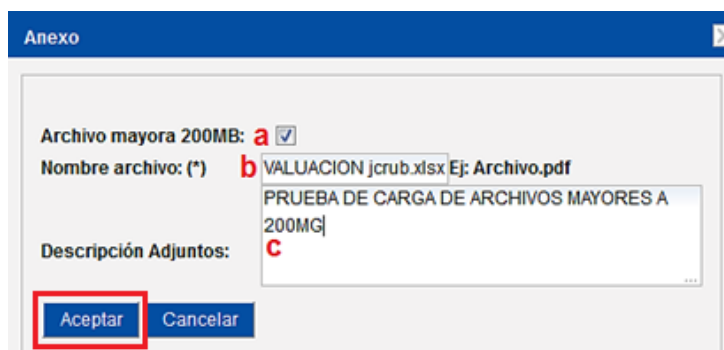 Anexo
Archivo mayora 200MB: a
Nombre archivo: (*) b VALUACION jcrub.xlsx Ej: Archivo.pdf
PRUEBA DE CARGA DE ARCHIVOS MAYORES A
200MG
Descripción Adjuntos: c
Aceptar Cancelar